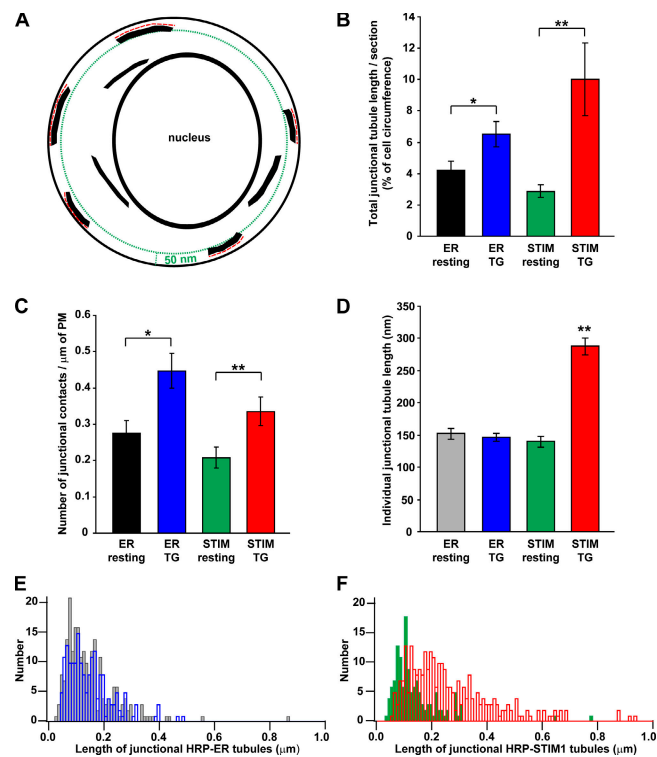 A
nucleus
50 nm
B
Total junctional tubule length / section
(% of cell circumference)
14
12
10
8
6
4
2
0
*
**
ER
resting
ER
TG
STIM
resting
STIM
TG
C
Number of junctional contacts / μm of PM
0.6
0.5
0.4
0.3
0.2
0.1
0
*
**
ER
resting
ER
TG
STIM
resting
STIM
TG
D
Individual junctional tubule length (nm)
350
300
250
200
150
100
50
0
**
ER
resting
ER
TG
STIM
resting
STIM
TG
E
Number
20
15
10
5
0
0.0
0.2
0.4
0.6
0.8
1.0
Length of junctional HRP-ER tubules (μm)
F
Number
20
15
10
5
0
0.0
0.2
0.4
0.6
0.8
1.0
Length of junctional HRP-STIM1 tubules (μm)